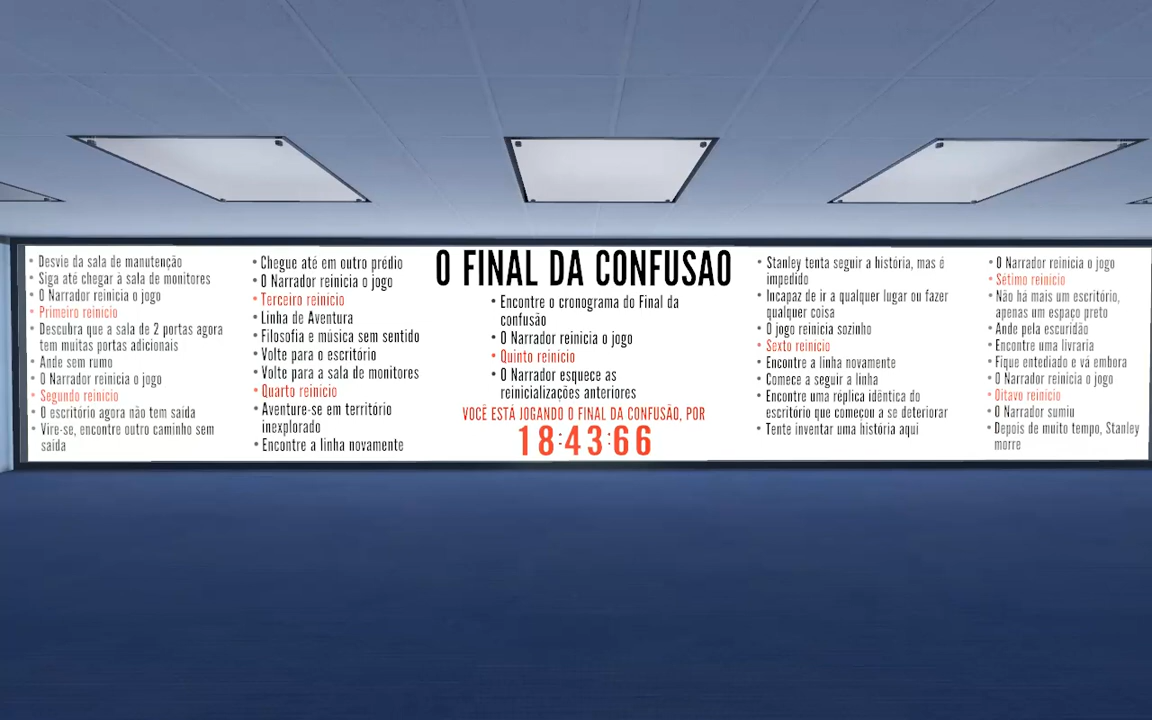 • Desvie da sala de manutenção
• Siga até chegar à sala de monitores
• O Narrador reinicia o jogo
• Primeiro reinício
• Descubra que a sala de 2 portas agora
tem muitas portas adicionais
• Ande sem rumo
• O Narrador reinicia o jogo
• Segundo reinício
• O escritório agora não tem saída
• Vire-se, encontre outro caminho sem
saída
• Chegue até em outro prédio
• O Narrador reinicia o jogo
• Terceiro reinício
• Linha de Aventura
• Filosofia e música sem sentido
• Volte para o escritório
• Volte para a sala de monitores
• Quarto reinício
• Aventure-se em território
inexplorado
• Encontre a linha novamente
O FINAL DA CONFUSAO
• Encontre o cronograma do Final da
confusão
• O Narrador reinicia o jogo
• Quinto reinício
• O Narrador esquece as
reinicializações anteriores
VOCÊ ESTÁ JOGANDO O FINAL DA CONFUSÃO, POR
18:43:66
• Stanley tenta seguir a história, mas é
impedido
• Incapaz de ir a qualquer lugar ou fazer
qualquer coisa
• O jogo reinicia sozinho
• Sexto reinício
• Encontre a linha novamente
• Comece a seguir a linha
• Encontre uma réplica idêntica do
escritório que começou a se deteriorar
• Tente inventar uma história aqui
• O Narrador reinicia o jogo
• Sétimo reinício
• Não há mais um escritório,
apenas um espaço preto
• Ande pela escuridão
• Encontre uma livraria
• Fique entediado e vá embora
• O Narrador reinicia o jogo
• Oitavo reinício
• O Narrador sumiu
• Depois de muito tempo, Stanley
morre